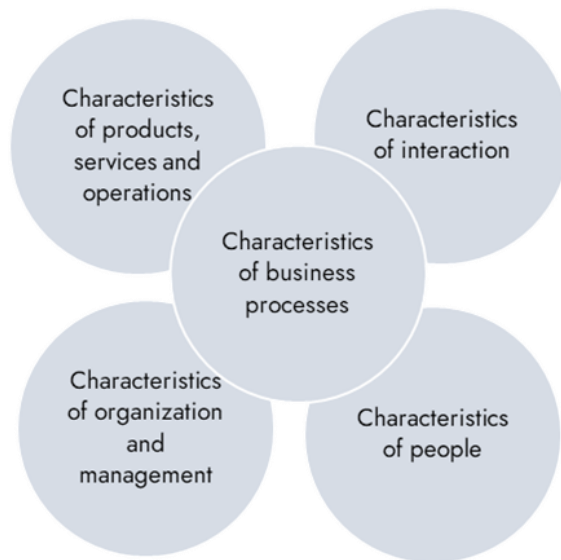 Characteristics
of products,
services and
operations
Characteristics
of interaction
Characteristics
of business
processes
Characteristics
of organization
and
management
Characteristics
of people